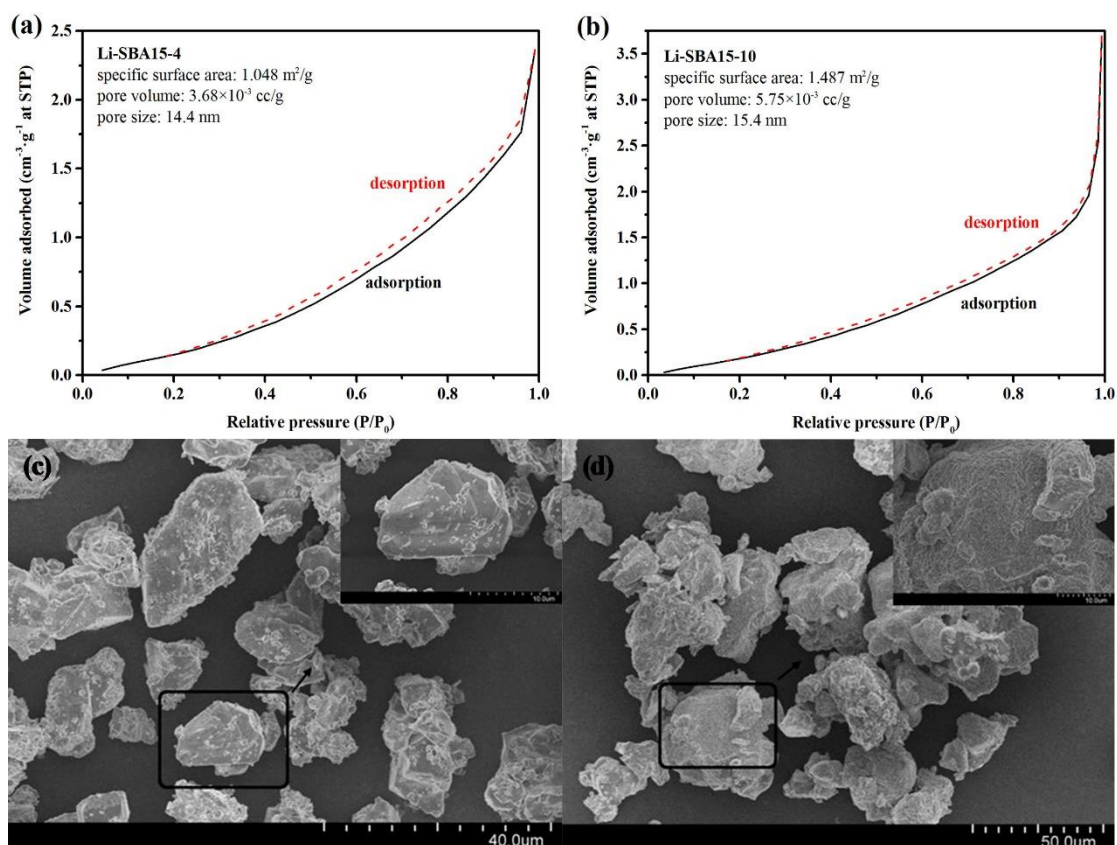 (a)
2.5
2.0
1.5
1.0
0.5
0.0
Volume adsorbed (cm⁻³·g⁻¹ at STP)
Li-SBA15-4
specific surface area: 1.048 m²/g
pore volume: 3.68×10⁻³ cc/g
pore size: 14.4 nm
desorption
adsorption
0.0 0.2 0.4 0.6 0.8 1.0
Relative pressure (P/P₀)
(b)
3.5
3.0
2.5
2.0
1.5
1.0
0.5
0.0
Volume adsorbed (cm⁻³·g⁻¹ at STP)
Li-SBA15-10
specific surface area: 1.487 m²/g
pore volume: 5.75×10⁻³ cc/g
pore size: 15.4 nm
desorption
adsorption
0.0 0.2 0.4 0.6 0.8 1.0
Relative pressure (P/P₀)
(c)
10.0um
40.0um
(d)
10.0um
50.0um